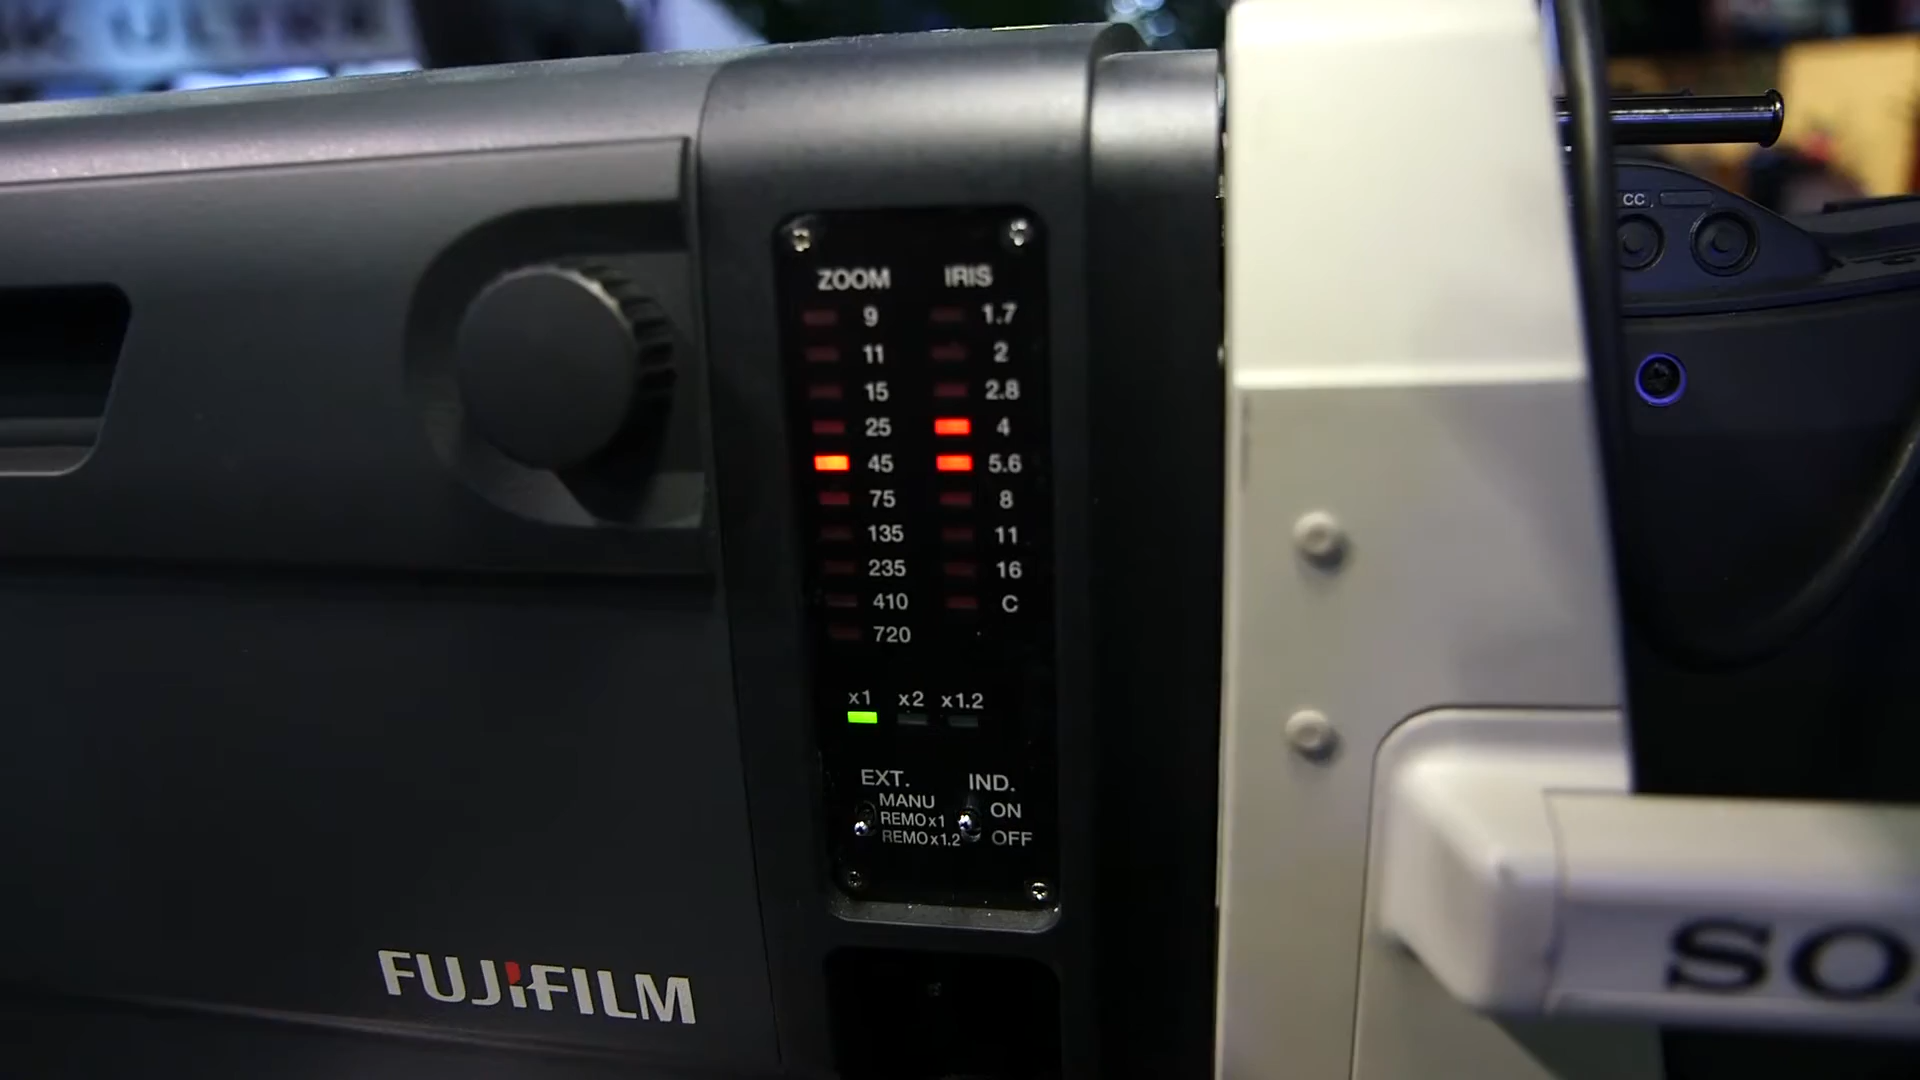 ZOOM IRIS
9 1.7
11 2
15 2.8
25 4
45 5.6
75 8
135 11
235 16
410 C
720
x1 x2 x1.2
EXT. IND.
MANU ON
REMOx1
REMOx1.2 OFF
FUJIFILM
CC
SO